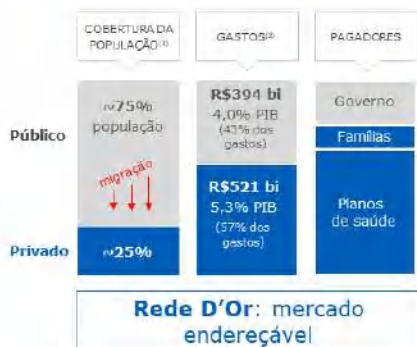 COBERTURA DA
POPULAÇÃO(1)
GASTOS(2)
PAGADORES
Público
~75%
população
migração
R$394 bi
4,0% PIB
(43% dos
gastos)
Governo
Famílias
Privado
~25%
R$521 bi
5,3% PIB
(57% dos
gastos)
Planos
de saúde
Rede D'Or: mercado
endereçável